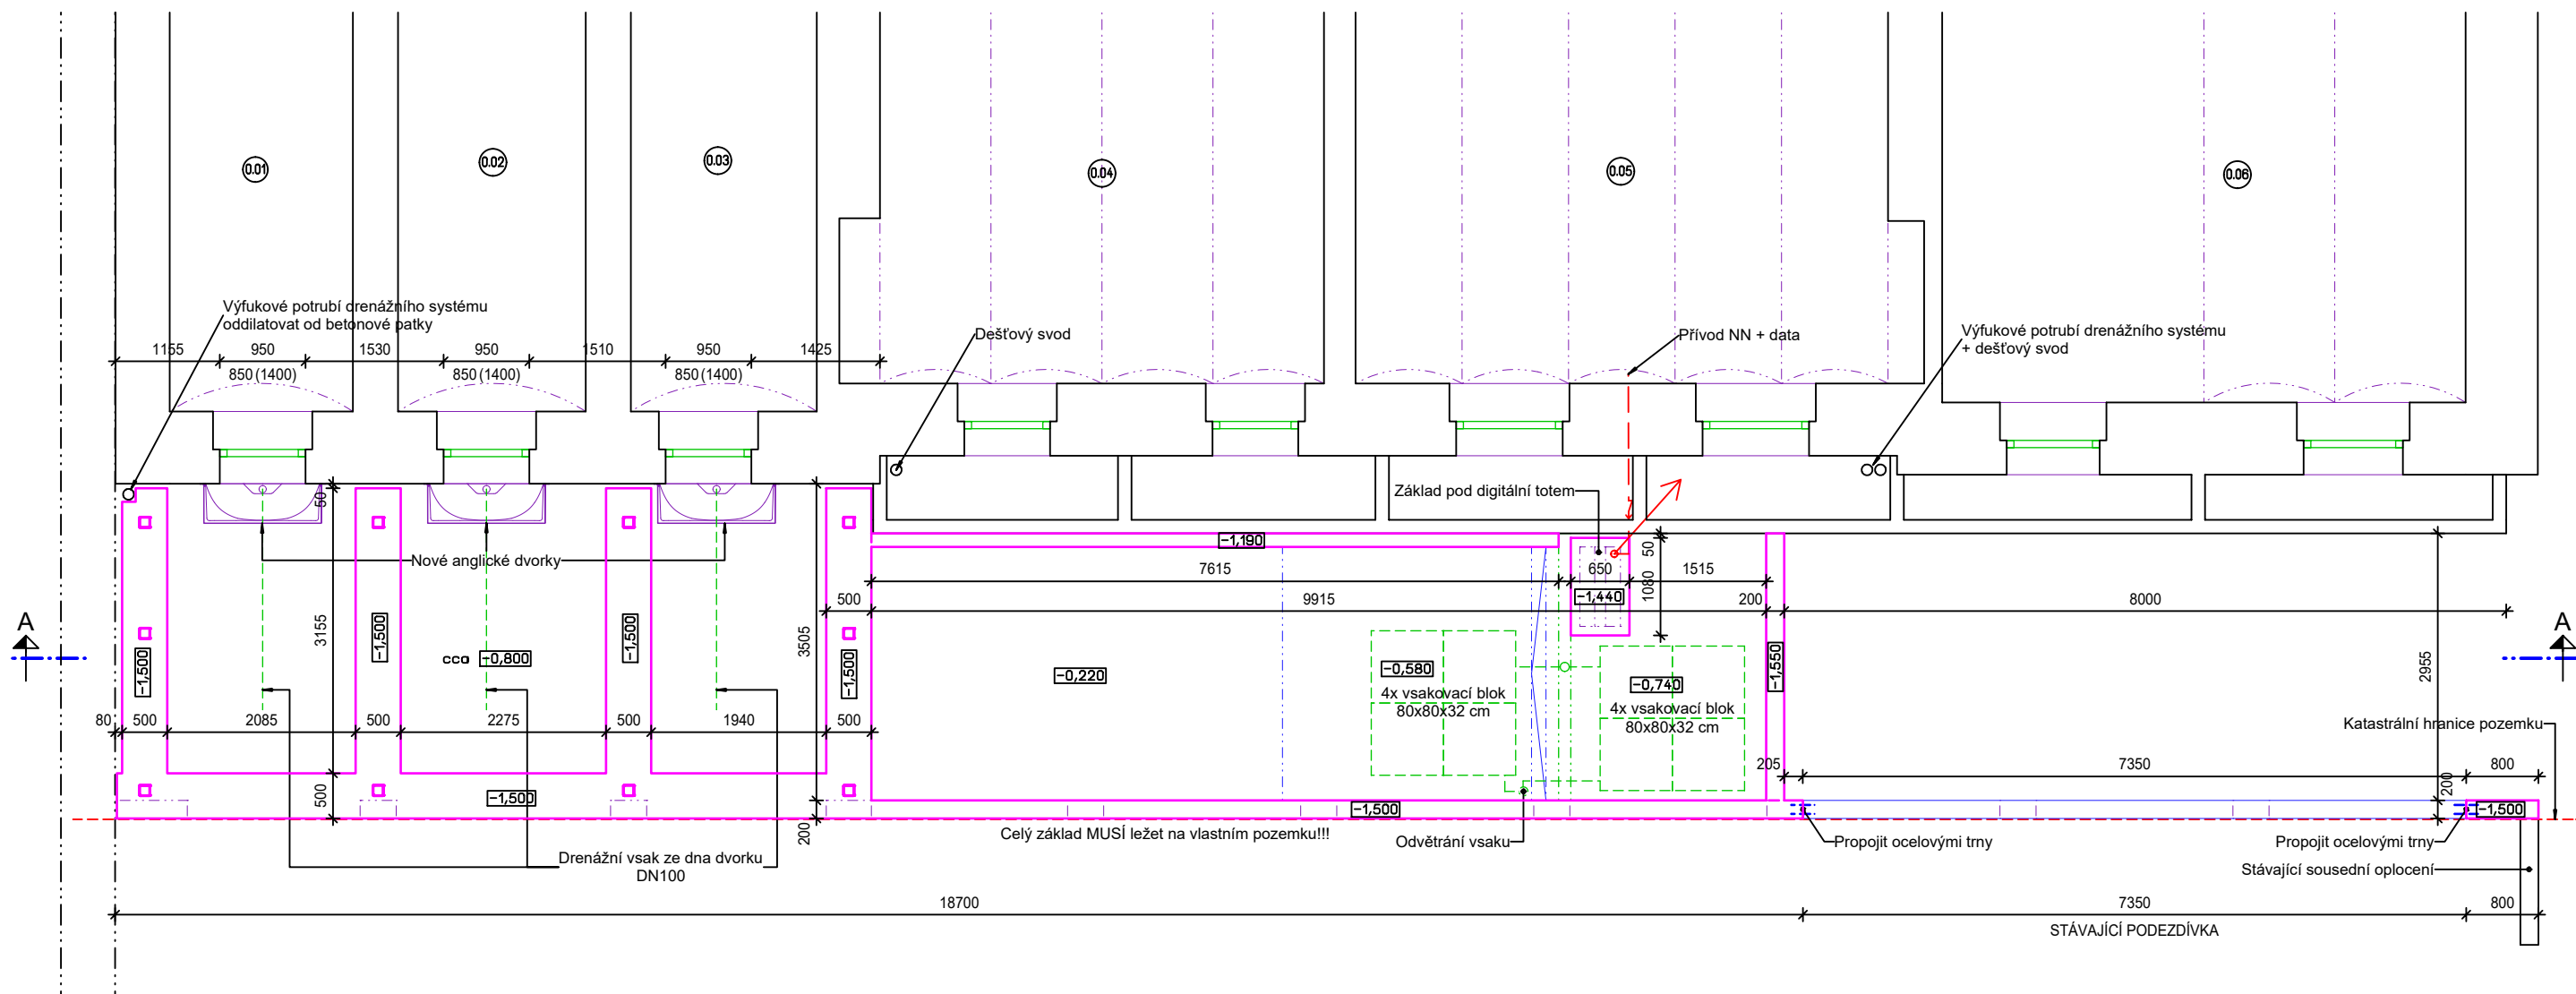 0.01
0.02
0.03
0.04
0.05
0.06
Výfukové potrubí drenážního systému
oddilatovat od betonové patky
Dešťový svod
Přívod NN + data
Výfukové potrubí drenážního systému
+ dešťový svod
1155
950
1530
950
1510
950
1425
850(1400)
850(1400)
850(1400)
Základ pod digitální totem
50
Nové anglické dvorky
-1,190
50
7615
650
1515
1080
-1,440
500
9915
200
8000
A
A
3155
3505
2955
-1,500
-1,500
-1,500
-1,500
-1,550
cca
-0,800
-0,220
-0,580
4x vsakovací blok
80x80x32 cm
-0,740
4x vsakovací blok
80x80x32 cm
80
500
2085
500
2275
500
1940
500
Katastrální hranice pozemku
205
7350
800
500
-1,500
200
-1,500
200
-1,500
Celý základ MUSÍ ležet na vlastním pozemku!!!
Odvětrání vsaku
Propojit ocelovými trny
Propojit ocelovými trny
Drenážní vsak ze dna dvorku
DN100
Stávající sousední oplocení
18700
7350
800
STÁVAJÍCÍ PODEZDÍVKA